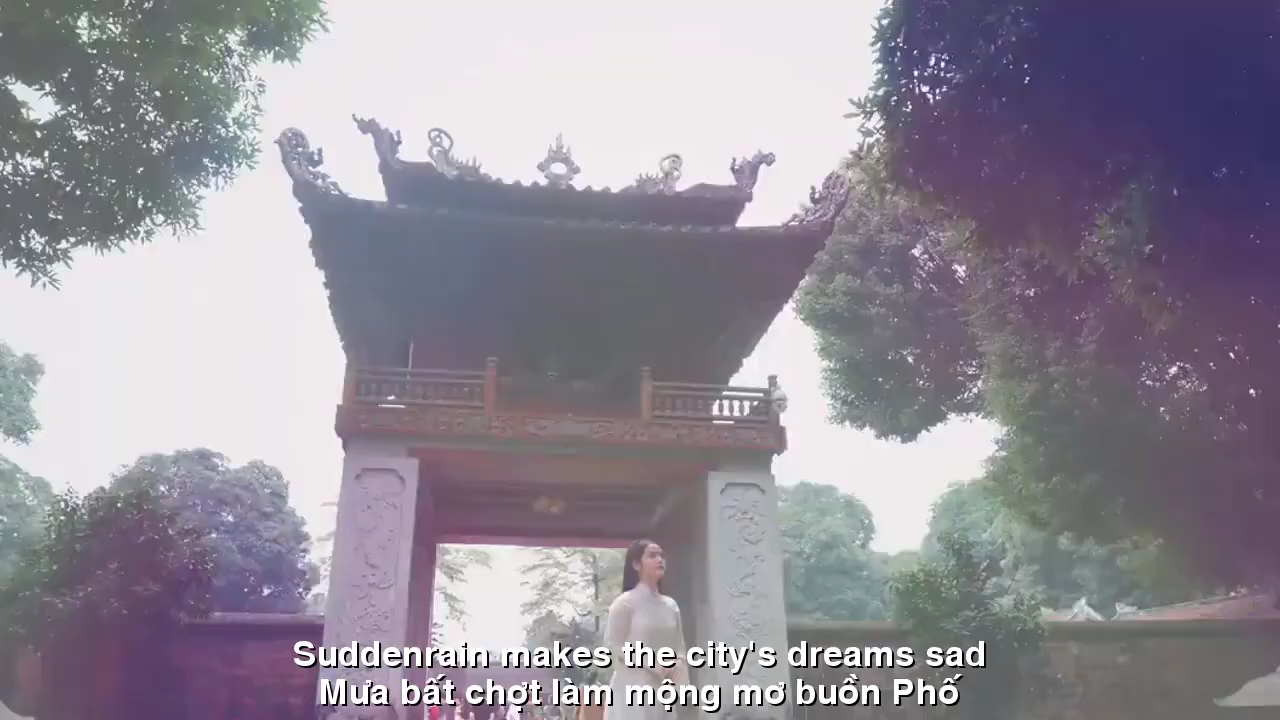 Suddenrain makes the city's dreams sad
Mưa bất chợt làm mộng mơ buồn Phố